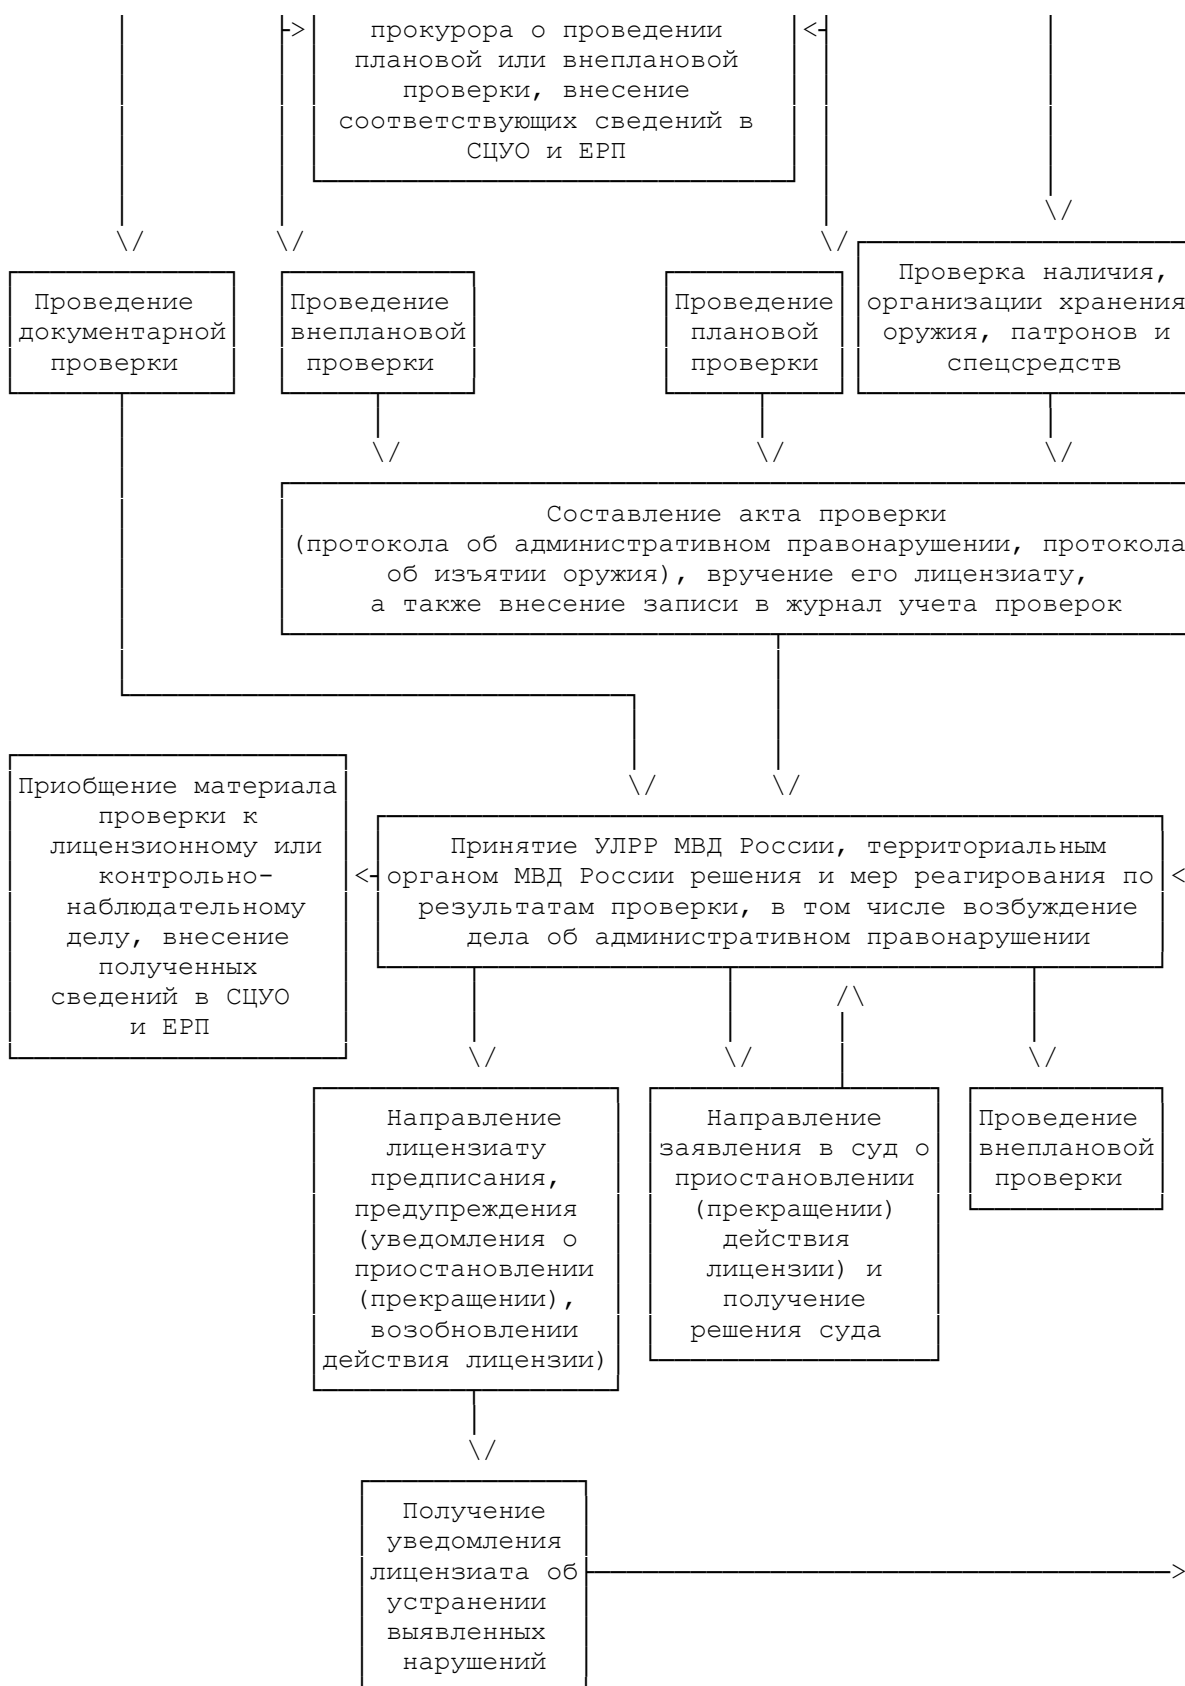 прокурора о проведении
плановой или внеплановой
проверки, внесение
соответствующих сведений в
СЦУО и ЕРП
Проведение
документарной
проверки
Проведение
внеплановой
проверки
Проведение
плановой
проверки
Проверка наличия,
организации хранения
оружия, патронов и
спецсредств
Составление акта проверки
(протокола об административном правонарушении, протокола
об изъятии оружия), вручение его лицензиату,
а также внесение записи в журнал учета проверок
Приобщение материала
проверки к
лицензионному или
контрольно-
наблюдательному
делу, внесение
полученных
сведений в СЦУО
и ЕРП
Принятие УЛРР МВД России, территориальным
органом МВД России решения и мер реагирования по
результатам проверки, в том числе возбуждение
дела об административном правонарушении
Направление
лицензиату
предписания,
предупреждения
(уведомления о
приостановлении
(прекращении),
возобновлении
действия лицензии)
Направление
заявления в суд о
приостановлении
(прекращении)
действия
лицензии) и
получение
решения суда
Проведение
внеплановой
проверки
Получение
уведомления
лицензиата об
устранении
выявленных
нарушений